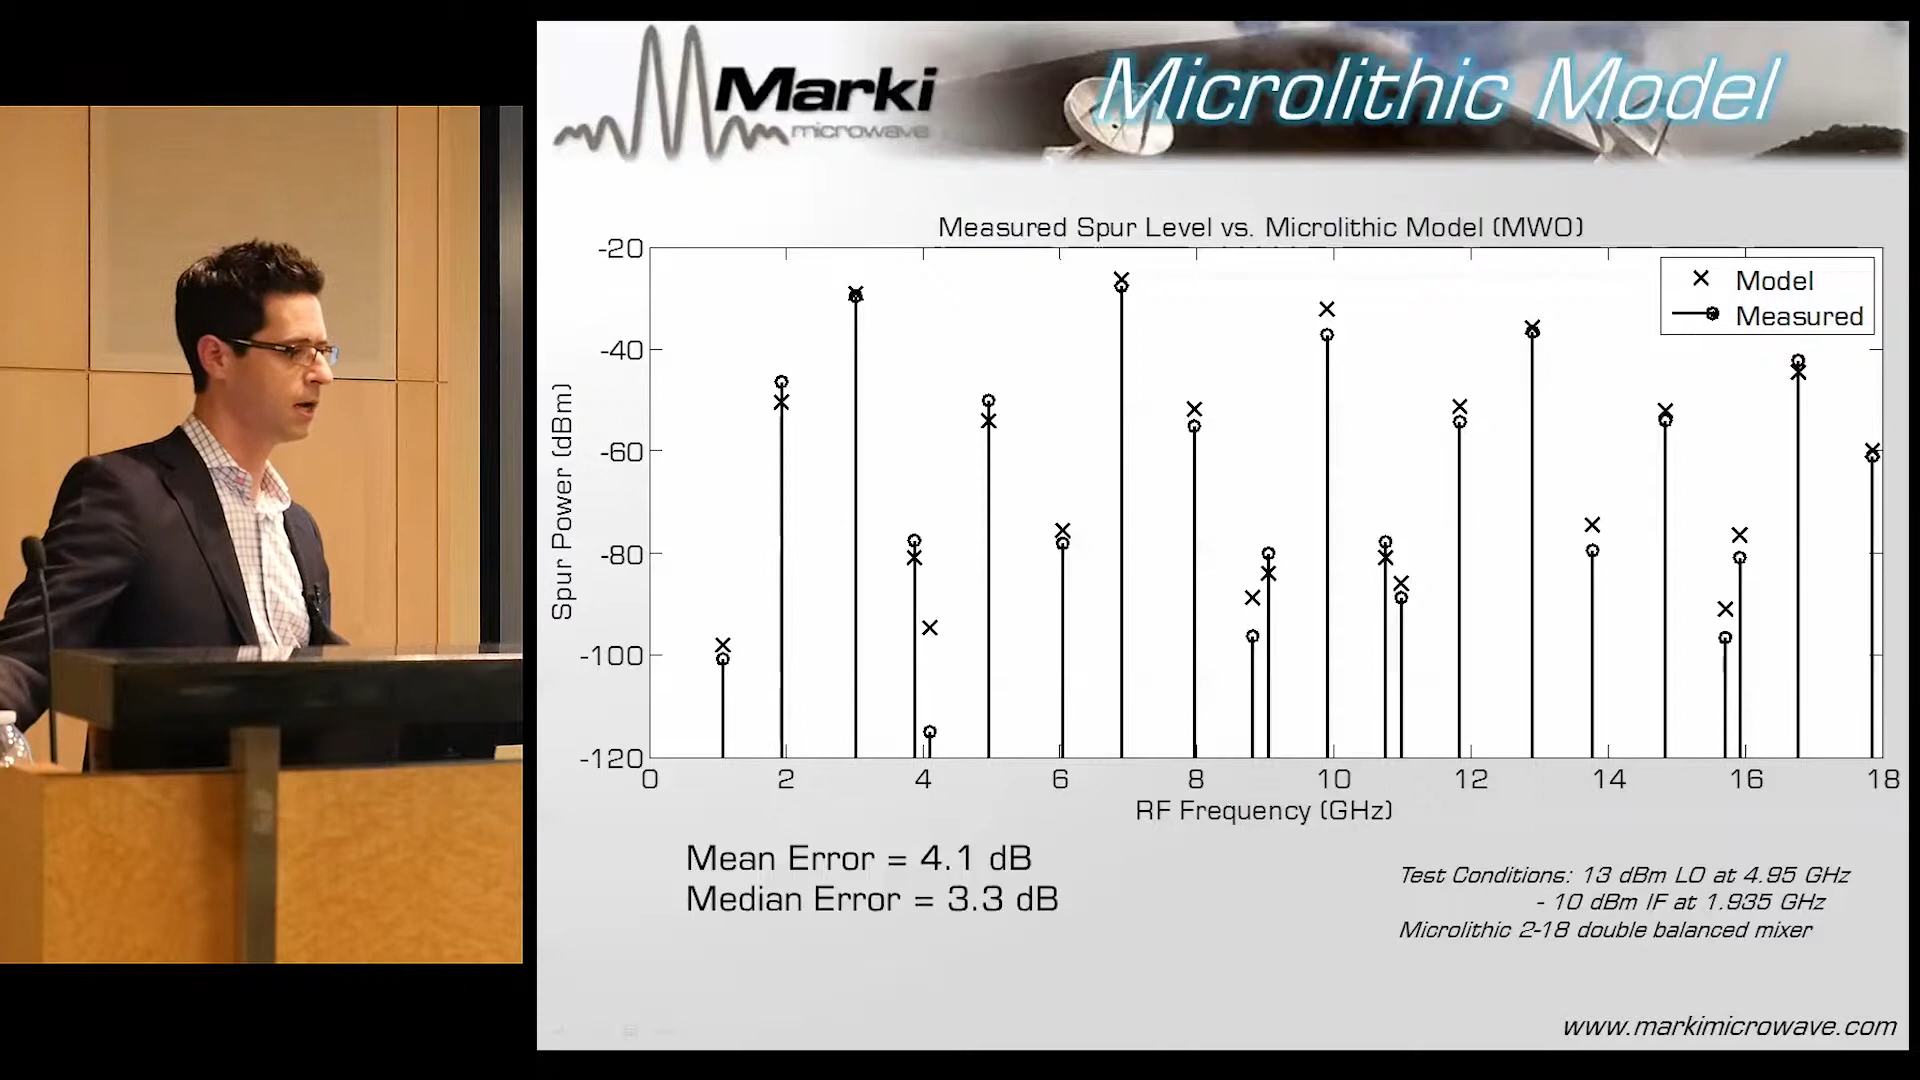 Marki
microwave
Microlithic Model
Measured Spur Level vs. Microlithic Model (MWO)
-20
-40
-60
-80
-100
-120
Spur Power (dBm)
Model
Measured
0 2 4 6 8 10 12 14 16 18
RF Frequency (GHz)
Mean Error = 4.1 dB
Median Error = 3.3 dB
Test Conditions: 13 dBm LO at 4.95 GHz
- 10 dBm IF at 1.935 GHz
Microlithic 2-18 double balanced mixer
www.markimicrowave.com